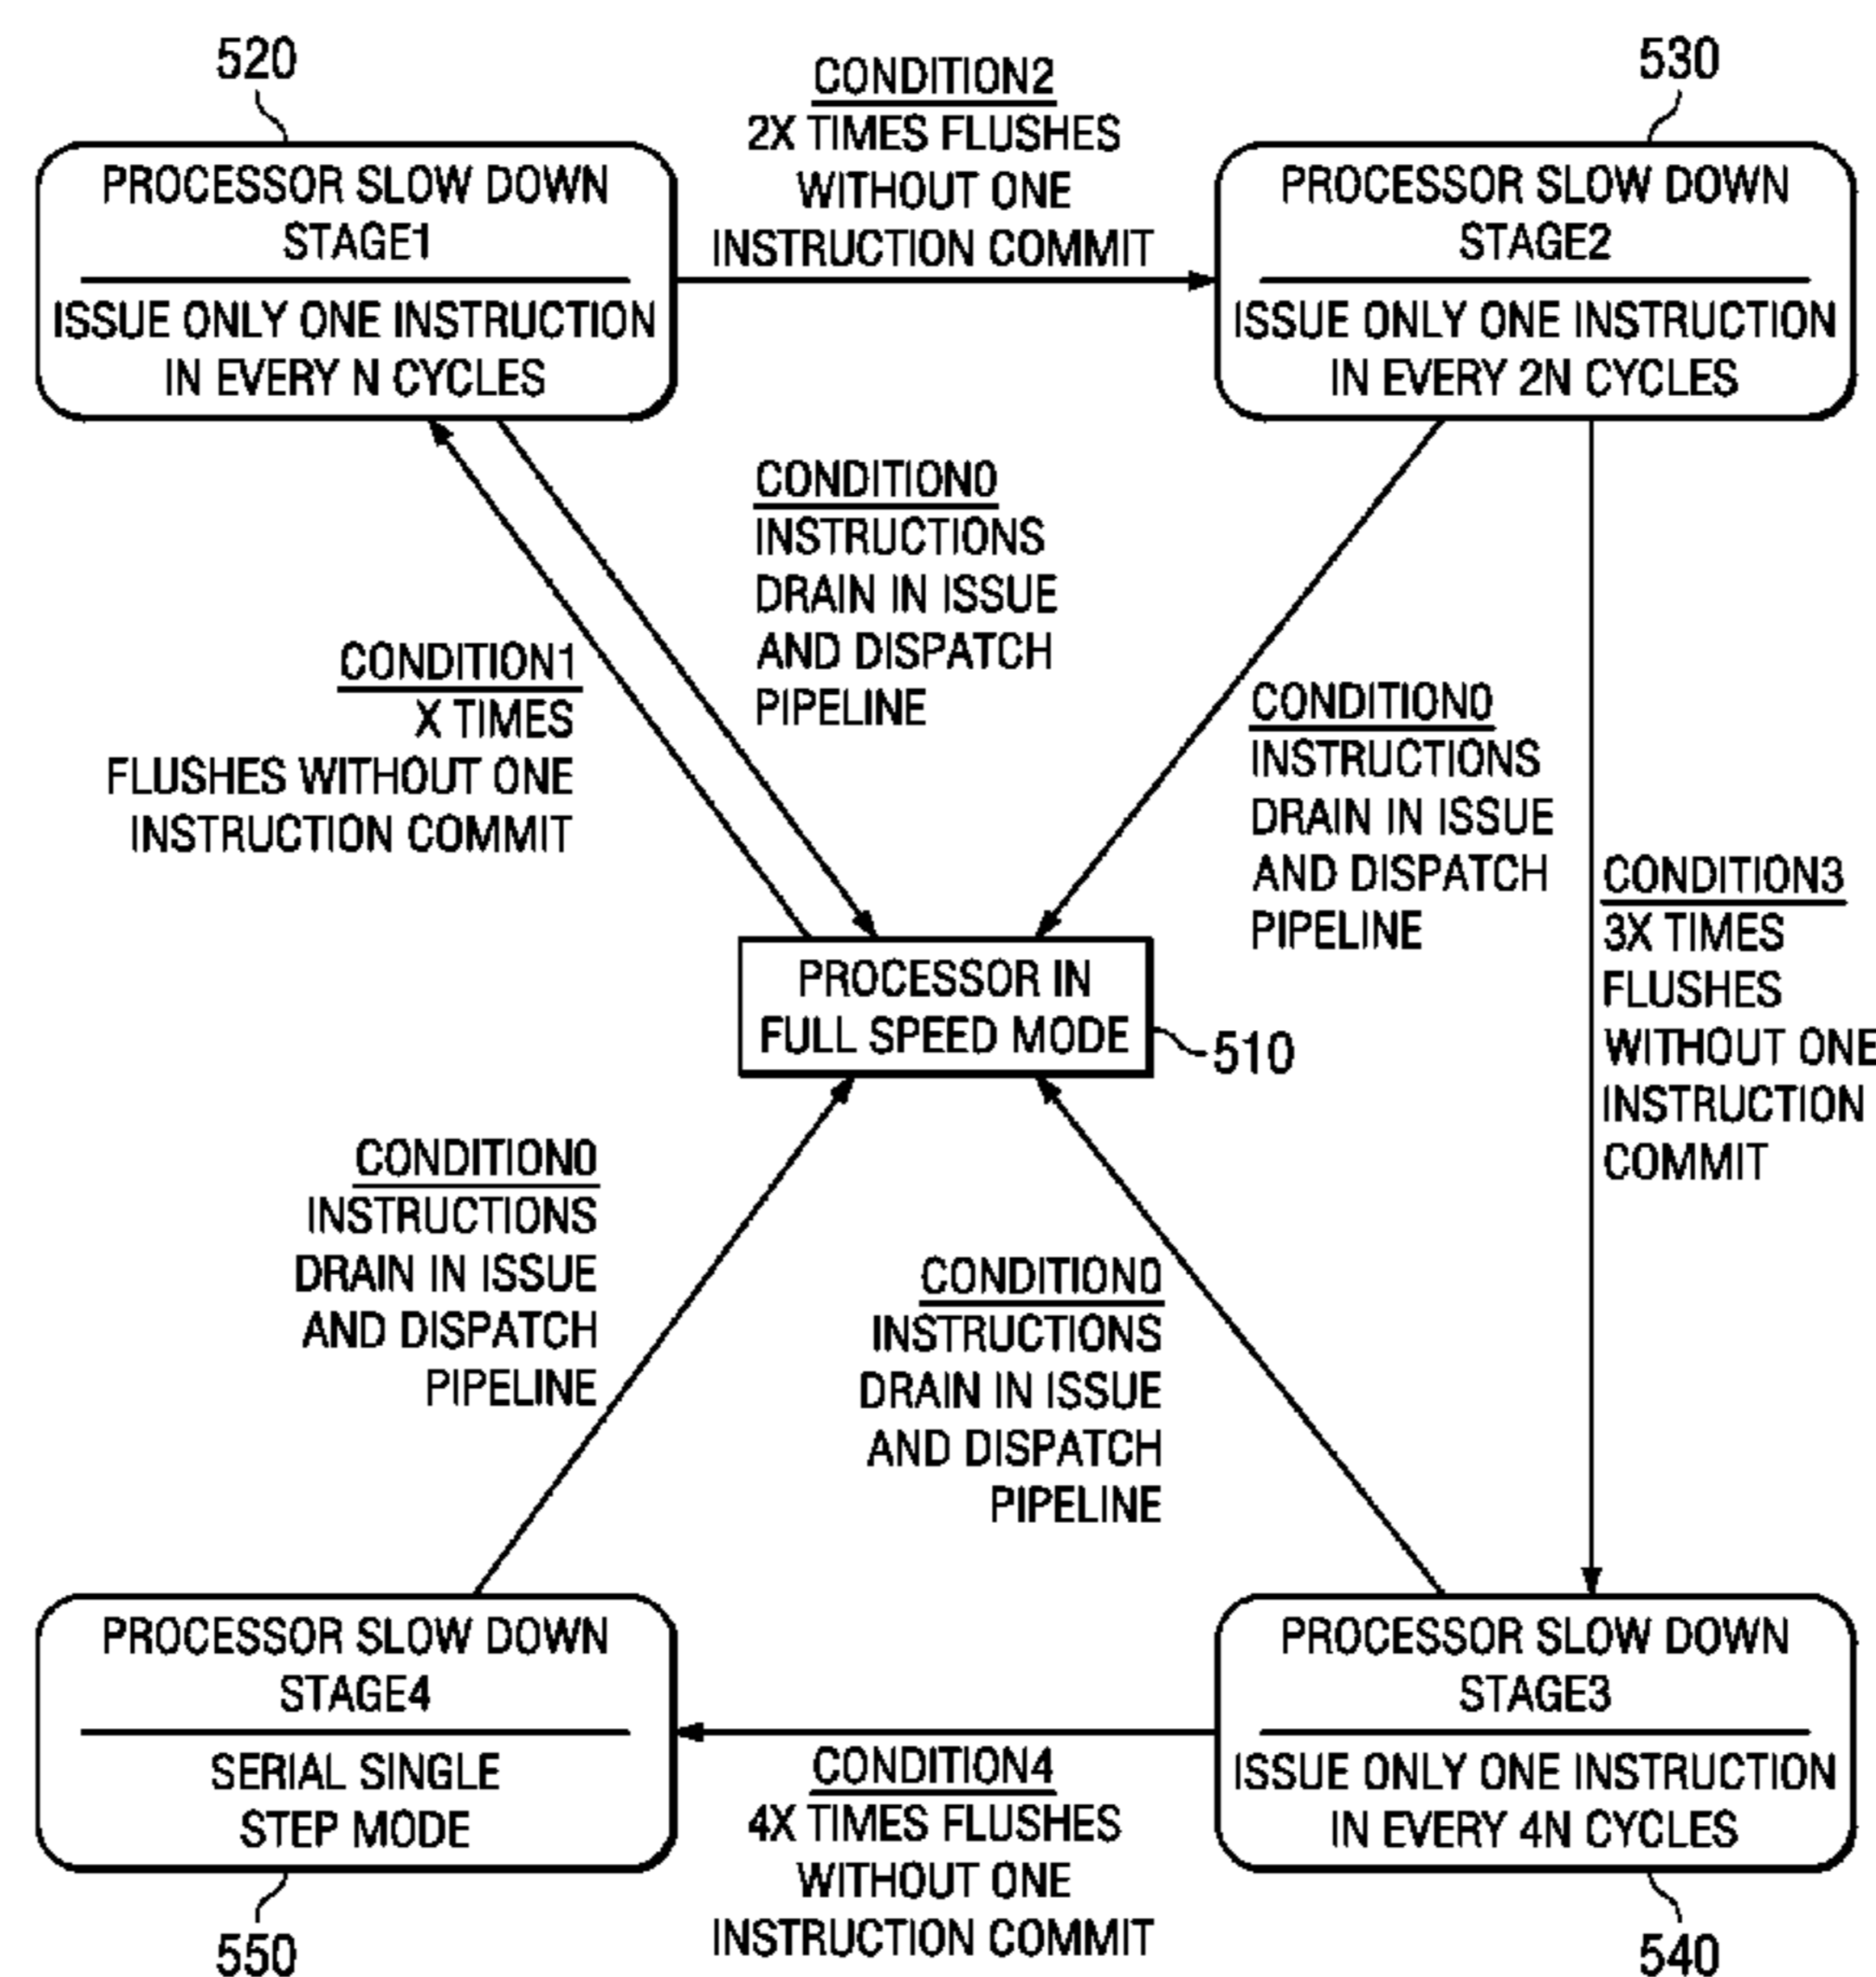 520
PROCESSOR SLOW DOWN
STAGE1
ISSUE ONLY ONE INSTRUCTION
IN EVERY N CYCLES
CONDITION2
2X TIMES FLUSHES
WITHOUT ONE
INSTRUCTION COMMIT
530
PROCESSOR SLOW DOWN
STAGE2
ISSUE ONLY ONE INSTRUCTION
IN EVERY 2N CYCLES
CONDITION1
X TIMES
FLUSHES WITHOUT ONE
INSTRUCTION COMMIT
CONDITION0
INSTRUCTIONS
DRAIN IN ISSUE
AND DISPATCH
PIPELINE
CONDITION0
INSTRUCTIONS
DRAIN IN ISSUE
AND DISPATCH
PIPELINE
CONDITION3
3X TIMES
FLUSHES
WITHOUT ONE
INSTRUCTION
COMMIT
PROCESSOR IN
FULL SPEED MODE
510
CONDITION0
INSTRUCTIONS
DRAIN IN ISSUE
AND DISPATCH
PIPELINE
CONDITION0
INSTRUCTIONS
DRAIN IN ISSUE
AND DISPATCH
PIPELINE
PROCESSOR SLOW DOWN
STAGE4
SERIAL SINGLE
STEP MODE
550
CONDITION4
4X TIMES FLUSHES
WITHOUT ONE
INSTRUCTION COMMIT
PROCESSOR SLOW DOWN
STAGE3
ISSUE ONLY ONE INSTRUCTION
IN EVERY 4N CYCLES
540